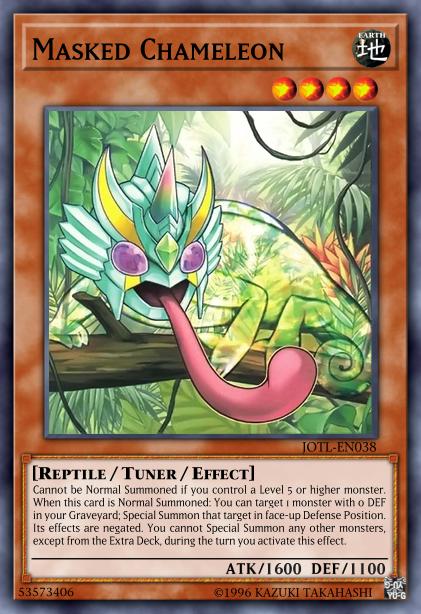 Masked Chameleon
EARTH
地
JOTL-EN038
[Reptile / Tuner / Effect]
Cannot be Normal Summoned if you control a Level 5 or higher monster.
When this card is Normal Summoned: You can target 1 monster with 0 DEF
in your Graveyard; Special Summon that target in face-up Defense Position.
Its effects are negated. You cannot Special Summon any other monsters,
except from the Extra Deck, during the turn you activate this effect.
ATK/1600 DEF/1100
53573406
©1996 KAZUKI TAKAHASHI